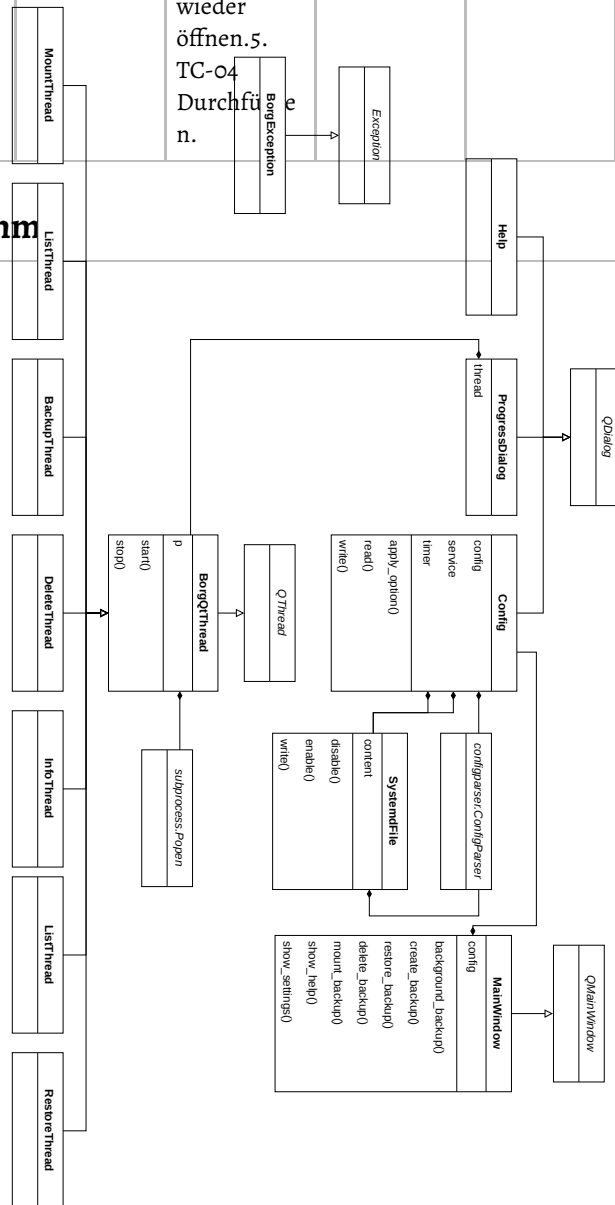 wieder
öffnen.5.
TC-04
n.
MountThread
ListThread
BackupThread
DeleteThread
InfoThread
ListThread
RestoreThread
BorgException
Exception
Help
ProgressDialog
thread
QDialog
Config
config
service
timer
apply_option()
read()
write()
BorgQtThread
p
start()
stop()
QThread
subprocess.Popen
configparser.ConfigParser
SystemdFile
content
disable()
enable()
write()
MainWindow
config
background_backup()
create_backup()
restore_backup()
delete_backup()
mount_backup()
show_help()
show_settings()
QMainWindow